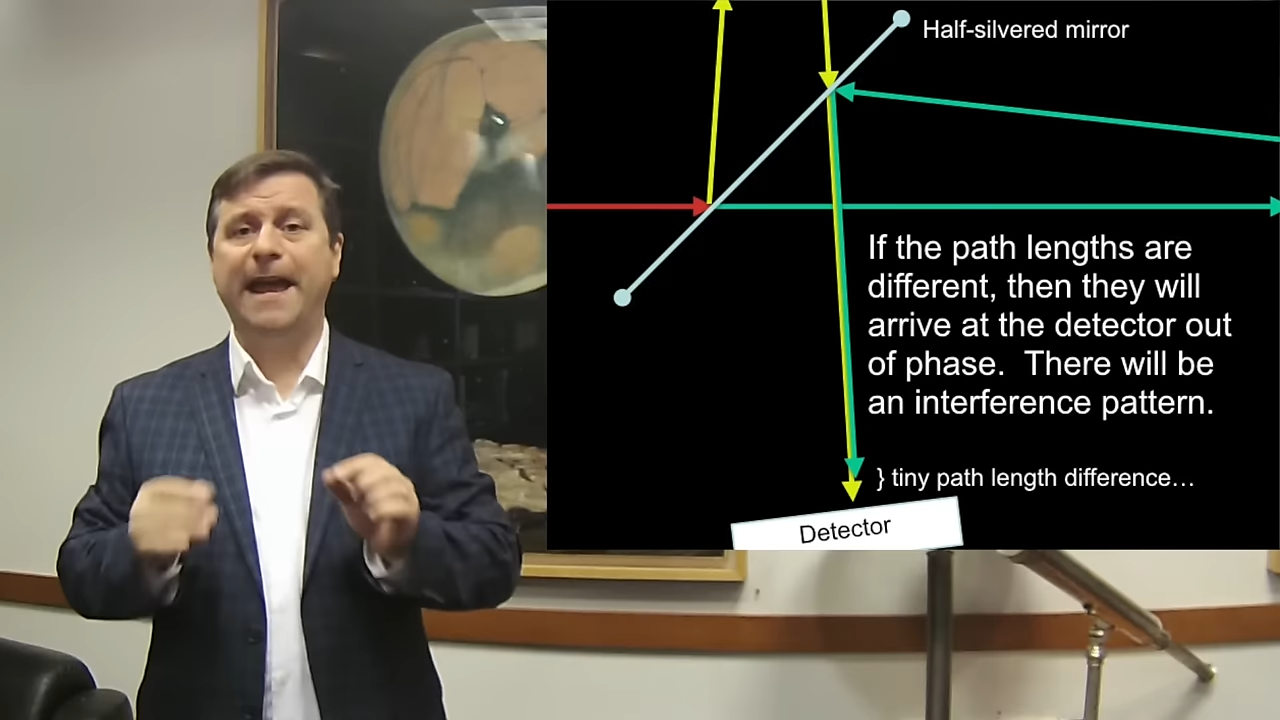 Half-silvered mirror
If the path lengths are
different, then they will
arrive at the detector out
of phase.  There will be
an interference pattern.
} tiny path length difference…
Detector